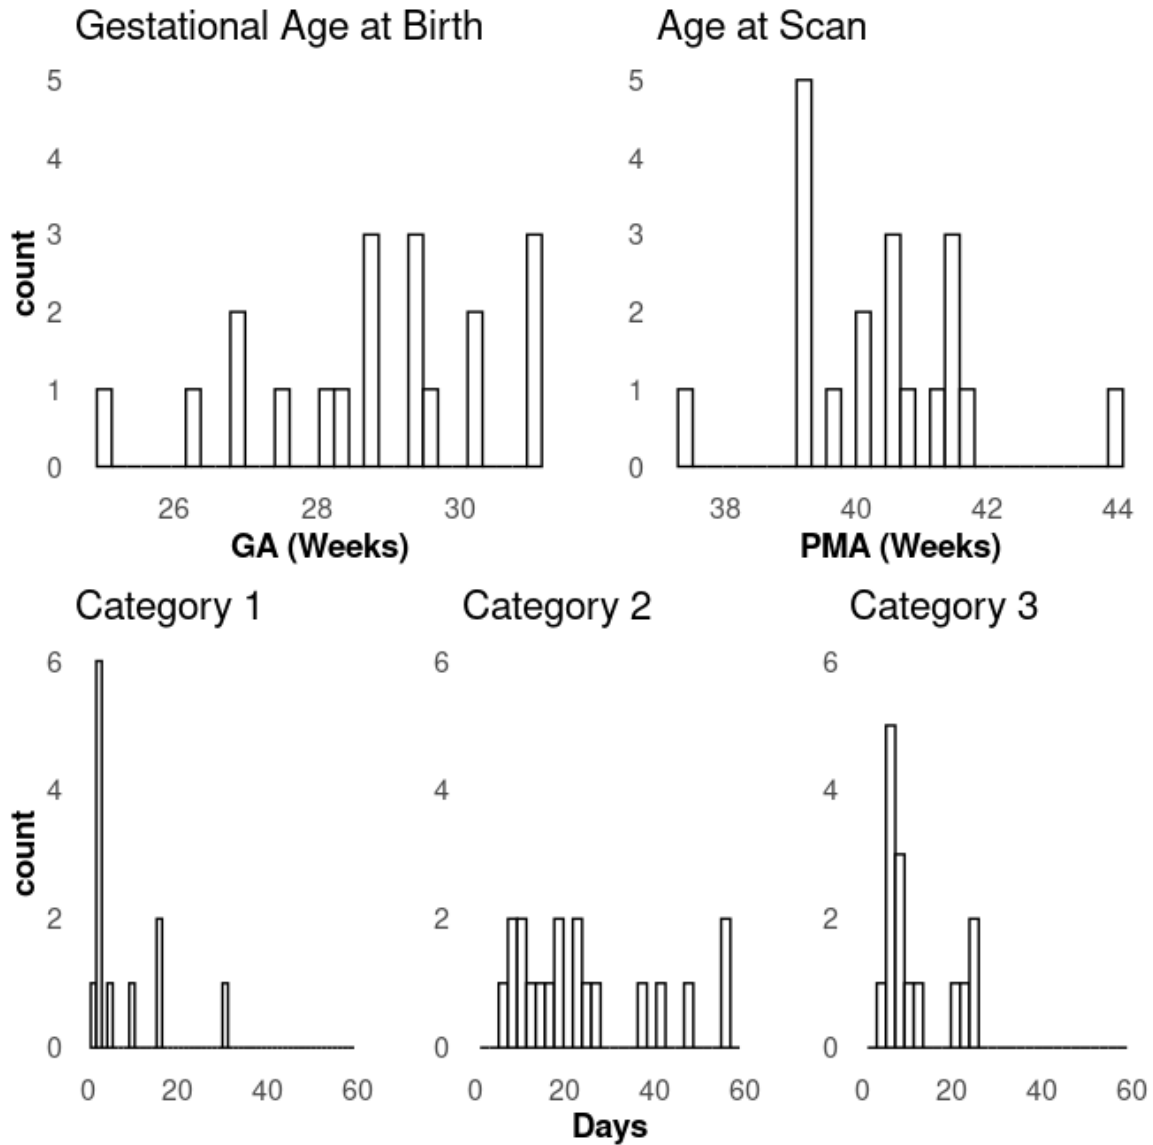 Gestational Age at Birth
Age at Scan
5
4
3
2
1
0
count
26 28 30
GA (Weeks)
5
4
3
2
1
0
38 40 42 44
PMA (Weeks)
Category 1
Category 2
Category 3
6
4
2
0
count
0 20 40 60
6
4
2
0
0 20 40 60
6
4
2
0
0 20 40 60
Days